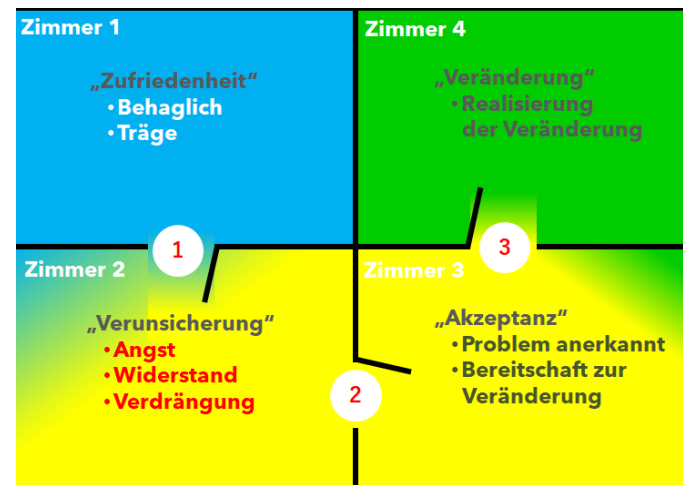 Zimmer 1
„Zufriedenheit“
• Behaglich
• Träge
Zimmer 4
„Veränderung“
• Realisierung
der Veränderung
1
3
Zimmer 2
„Verunsicherung“
• Angst
• Widerstand
• Verdrängung
2
Zimmer 3
„Akzeptanz“
• Problem anerkannt
• Bereitschaft zur
Veränderung